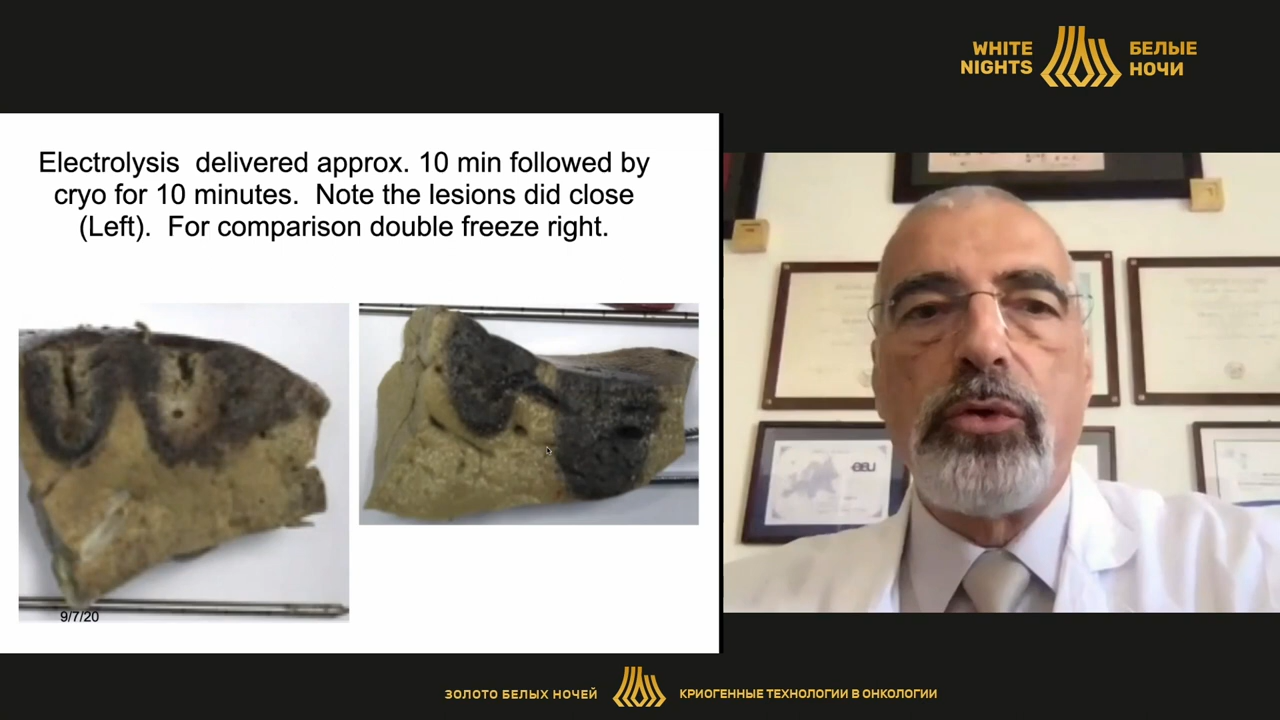 WHITE
NIGHTS
БЕЛЫЕ
НОЧИ
Electrolysis delivered approx. 10 min followed by
cryo for 10 minutes. Note the lesions did close
(Left). For comparison double freeze right.
9/7/20
ЗОЛОТО БЕЛЫХ НОЧЕЙ
КРИОГЕННЫЕ ТЕХНОЛОГИИ В ОНКОЛОГИИ